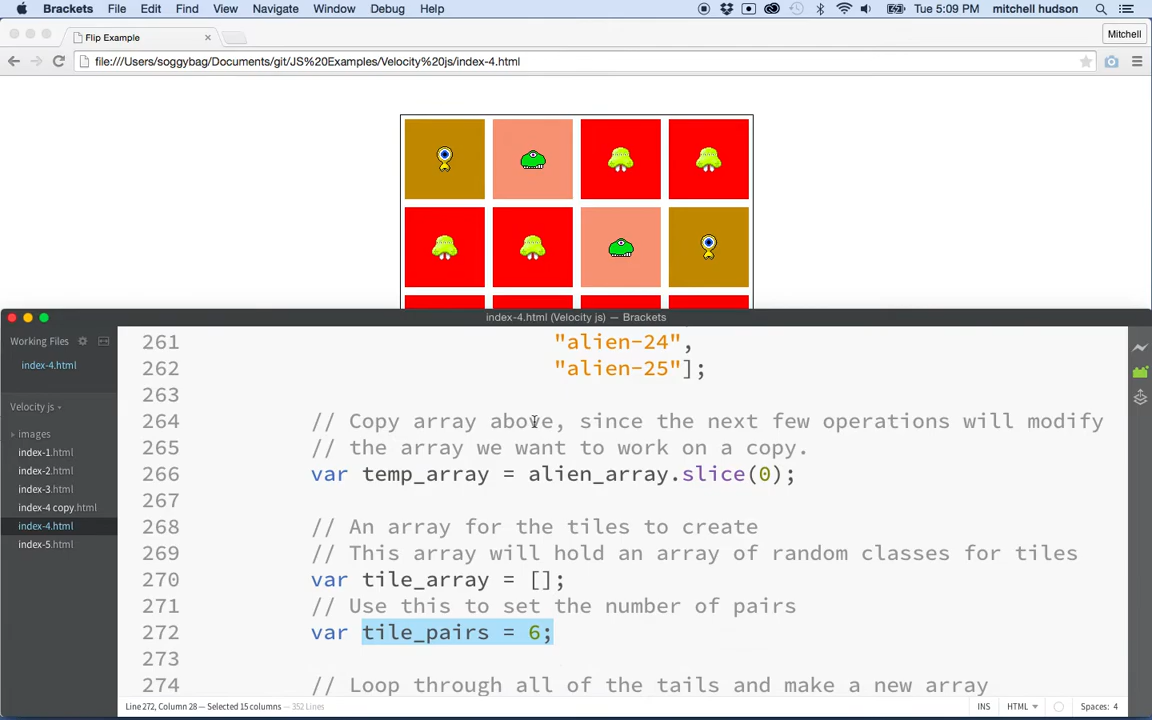 Brackets File Edit Find View Navigate Window Debug Help Tue 5:09 PM mitchell hudson
Flip Example
Mitchell
file:///Users/soggybag/Documents/git/JS%20Examples/Velocity%20js/index-4.html
index-4.html (Velocity js) — Brackets
Working Files
index-4.html
Velocity js
images
index-1.html
index-2.html
index-3.html
index-4 copy.html
index-4.html
index-5.html
261 "alien-24",
262 "alien-25"];
263
264 // Copy array above, since the next few operations will modify
265 // the array we want to work on a copy.
266 var temp_array = alien_array.slice(0);
267
268 // An array for the tiles to create
269 // This array will hold an array of random classes for tiles
270 var tile_array = [];
271 // Use this to set the number of pairs
272 var tile_pairs = 6;
273
274 // Loop through all of the tails and make a new array
Line 272, Column 28 — Selected 15 columns — 352 Lines
INS HTML Spaces: 4